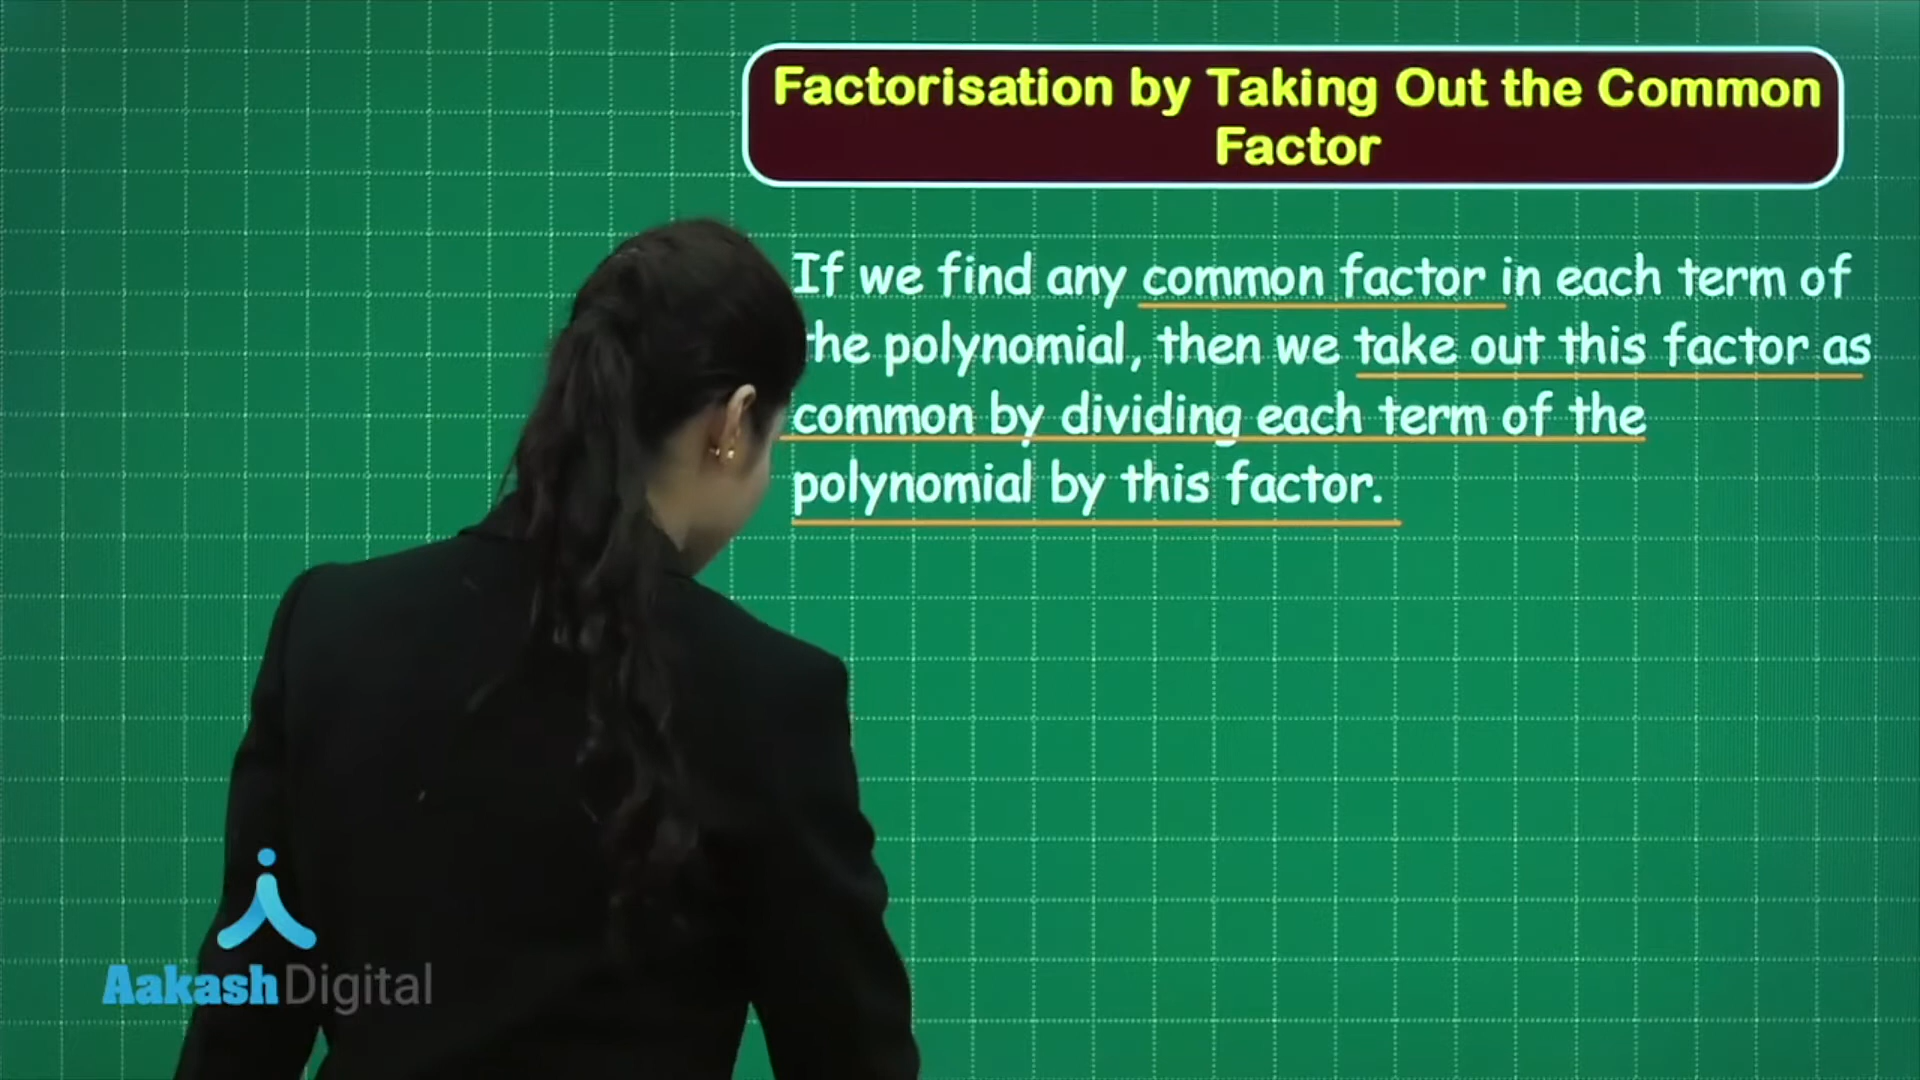 Factorisation by Taking Out the Common
Factor
If we find any common factor in each term of
the polynomial, then we take out this factor as
common by dividing each term of the
polynomial by this factor.
Aakash Digital